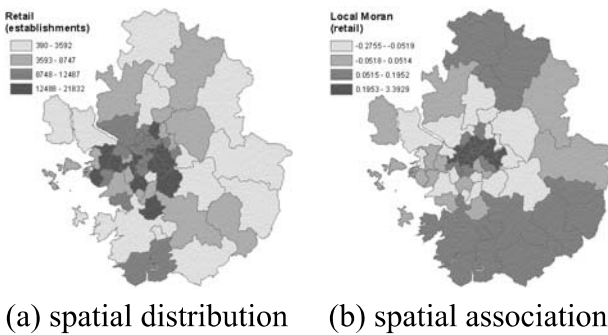 Retail
(establishments)
380 - 3592
3593 - 8747
8748 - 12487
12488 - 21832
Local Moran
(retail)
-0.2755 - -0.0519
-0.0518 - 0.0514
0.0515 - 0.1952
0.1953 - 3.3929
(a) spatial distribution
(b) spatial association